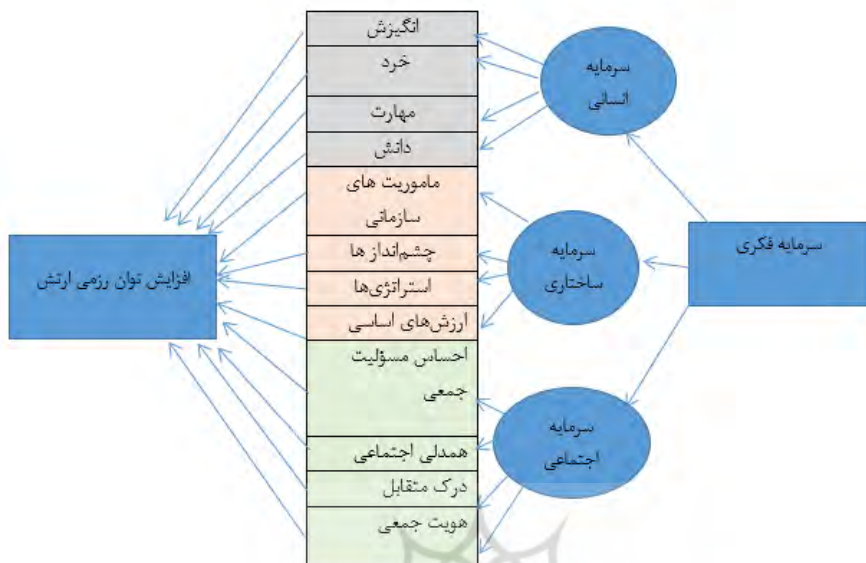 سرمایه فکری
سرمایه
انسانی
سرمایه
ساختاری
سرمایه
اجتماعی
انگیزش
خرد
مهارت
دانش
ماموریت های
سازمانی
چشم‌انداز ها
استراتژی‌ها
ارزش‌های اساسی
احساس مسؤلیت
جمعی
همدلی اجتماعی
درک متقابل
هویت جمعی
افزایش توان رزمی ارتش